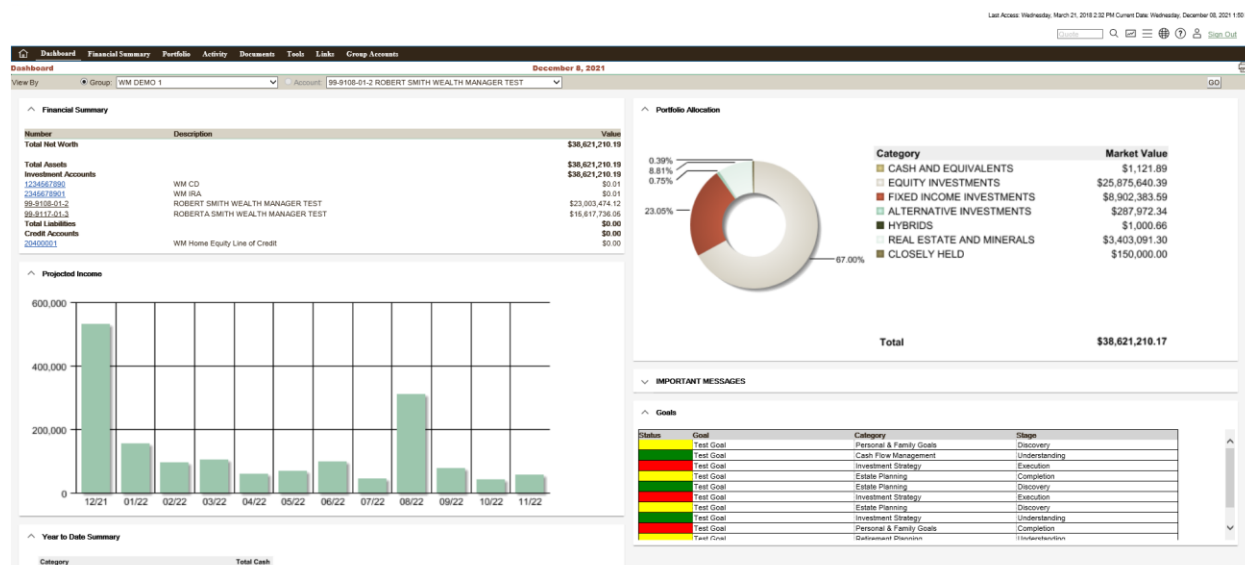 Last Access: Wednesday, March 21, 2018 2:32 PM Current Date: Wednesday, December 08, 2021 1:50
Quote Sign Out
Dashboard Financial Summary Portfolio Activity Documents Tools Links Group Accounts
Dashboard December 8, 2021
View By Group: WM DEMO 1 Account: 99-9108-01-2 ROBERT SMITH WEALTH MANAGER TEST GO
Financial Summary
Number Description Value
Total Net Worth $38,621,210.19
Total Assets $38,621,210.19
Investment Accounts $38,621,210.19
1234567890 WM CD $0.01
2345678901 WM IRA $0.01
99-9108-01-2 ROBERT SMITH WEALTH MANAGER TEST $23,003,474.12
99-9117-01-3 ROBERTA SMITH WEALTH MANAGER TEST $15,617,736.05
Total Liabilities $0.00
Credit Accounts $0.00
20400001 WM Home Equity Line of Credit $0.00
Projected Income
600,000
400,000
200,000
0
12/21 01/22 02/22 03/22 04/22 05/22 06/22 07/22 08/22 09/22 10/22 11/22
Year to Date Summary
Category Total Cash
Portfolio Allocation
0.39%
8.81%
0.75%
23.05%
67.00%
Category Market Value
CASH AND EQUIVALENTS $1,121.89
EQUITY INVESTMENTS $25,875,640.39
FIXED INCOME INVESTMENTS $8,902,383.59
ALTERNATIVE INVESTMENTS $287,972.34
HYBRIDS $1,000.66
REAL ESTATE AND MINERALS $3,403,091.30
CLOSELY HELD $150,000.00
Total $38,621,210.17
IMPORTANT MESSAGES
Goals
Status Goal Category Stage
Test Goal Personal & Family Goals Discovery
Test Goal Cash Flow Management Understanding
Test Goal Investment Strategy Execution
Test Goal Estate Planning Completion
Test Goal Estate Planning Discovery
Test Goal Investment Strategy Execution
Test Goal Estate Planning Discovery
Test Goal Investment Strategy Understanding
Test Goal Personal & Family Goals Completion
Test Goal Retirement Planning Understanding